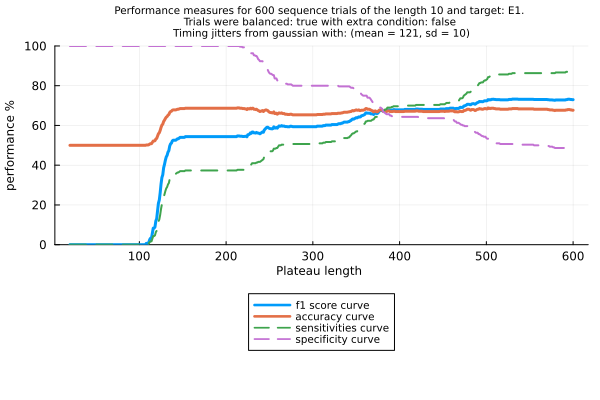 Performance measures for 600 sequence trials of the length 10 and target: E1.
Trials were balanced: true with extra condition: false
Timing jitters from gaussian with: (mean = 121, sd = 10)
100
80
60
40
20
0
performance %
100
200
300
400
500
600
Plateau length
f1 score curve
accuracy curve
sensitivities curve
specificity curve